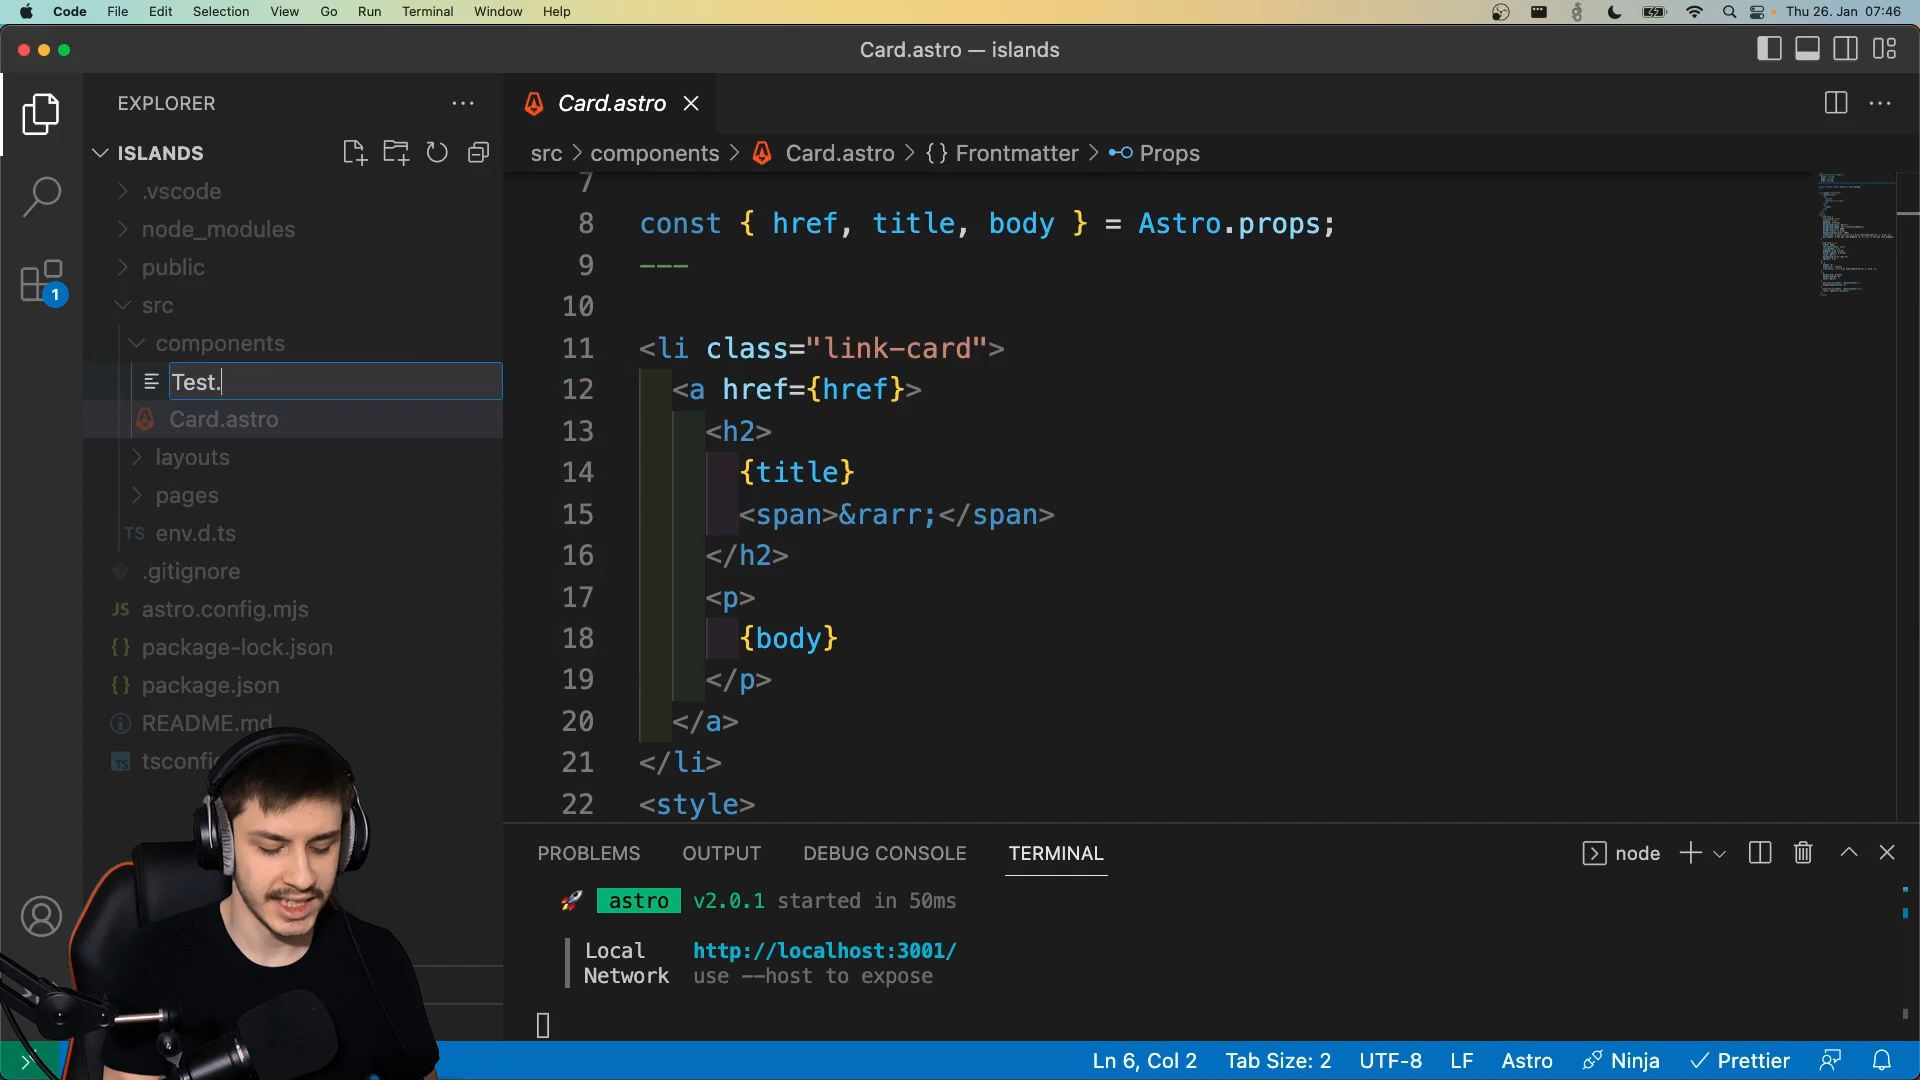 Code File Edit Selection View Go Run Terminal Window Help Thu 26. Jan 07:46
Card.astro — islands
EXPLORER
ISLANDS
.vscode
node_modules
public
src
components
Test.
Card.astro
layouts
pages
TS env.d.ts
.gitignore
JS astro.config.mjs
{} package-lock.json
{} package.json
README.md
TS tsconfig
1
Card.astro
src > components > Card.astro > {} Frontmatter > Props
7
8 const { href, title, body } = Astro.props;
9 ---
10
11 <li class="link-card">
12 <a href={href}>
13 <h2>
14 {title}
15 <span>&rarr;</span>
16 </h2>
17 <p>
18 {body}
19 </p>
20 </a>
21 </li>
22 <style>
PROBLEMS OUTPUT DEBUG CONSOLE TERMINAL node
astro v2.0.1 started in 50ms
Local http://localhost:3001/
Network use --host to expose
Ln 6, Col 2 Tab Size: 2 UTF-8 LF Astro Ninja Prettier